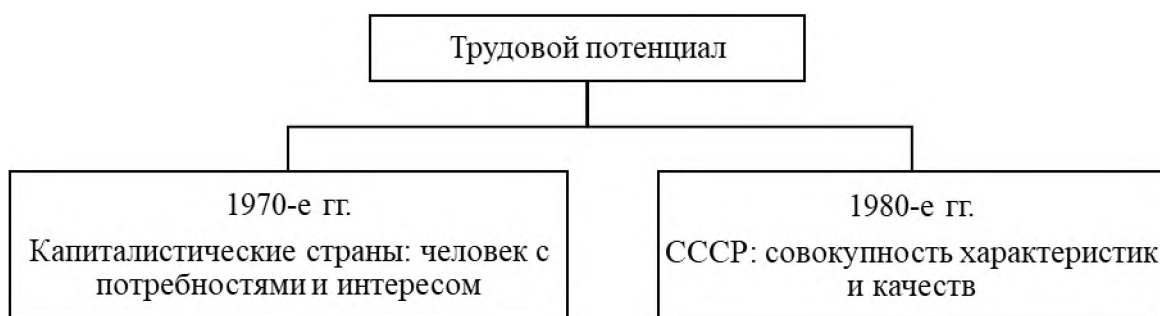 Трудовой потенциал
1970-е гг.
Капиталистические страны: человек с
потребностями и интересом
1980-е гг.
СССР: совокупность характеристик
и качеств